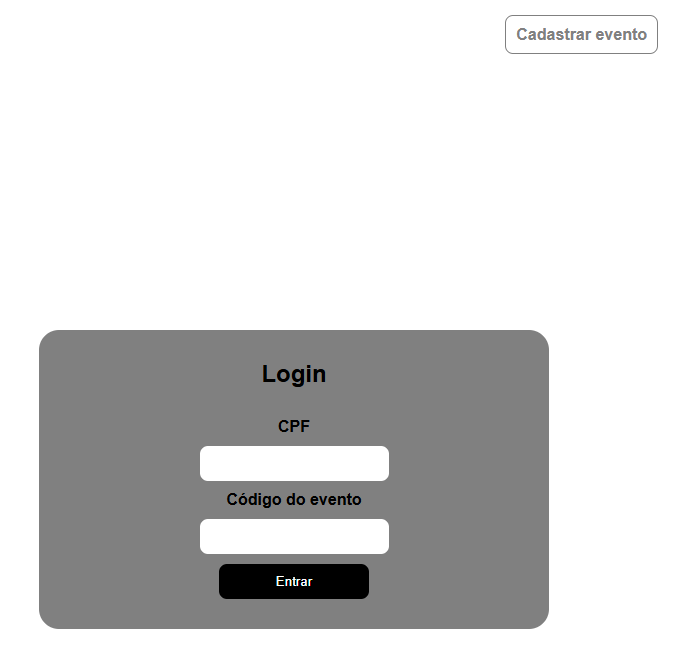 Cadastrar evento
Login
CPF
Código do evento
Entrar